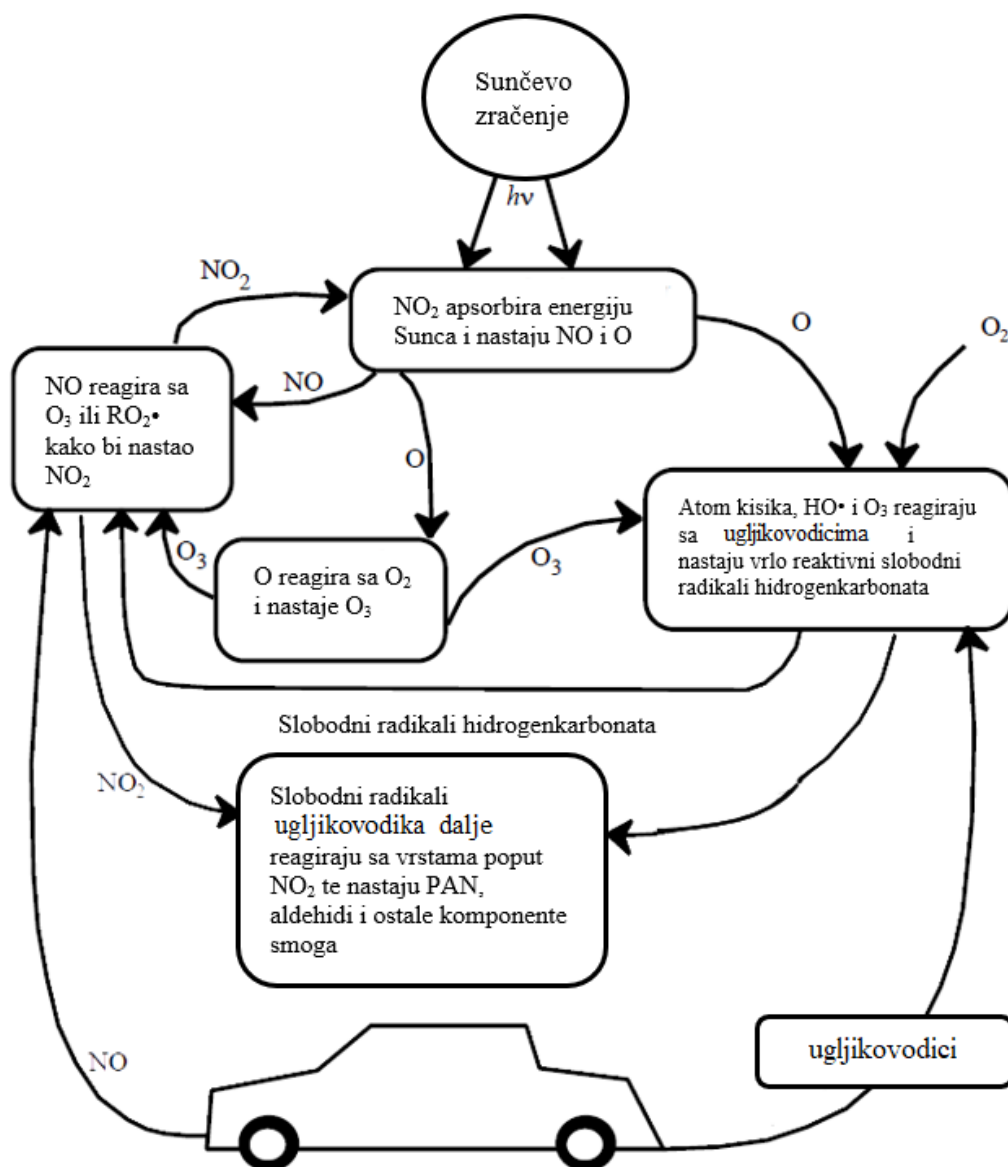 Sunčevo
zračenje
hν
NO₂
NO₂ apsorbira energiju
Sunca i nastaju NO i O
O
O₂
NO reagira sa
O₃ ili RO₂•
kako bi nastao
NO₂
NO
O
Atom kisika, HO• i O₃ reagiraju
sa ugljikovodicima i
nastaju vrlo reaktivni slobodni
radikali hidrogenkarbonata
O₃
O reagira sa O₂
i nastaje O₃
O₃
Slobodni radikali hidrogenkarbonata
NO₂
Slobodni radikali
ugljikovodika dalje
reagiraju sa vrstama poput
NO₂ te nastaju PAN,
aldehidi i ostale komponente
smoga
NO
ugljikovodici